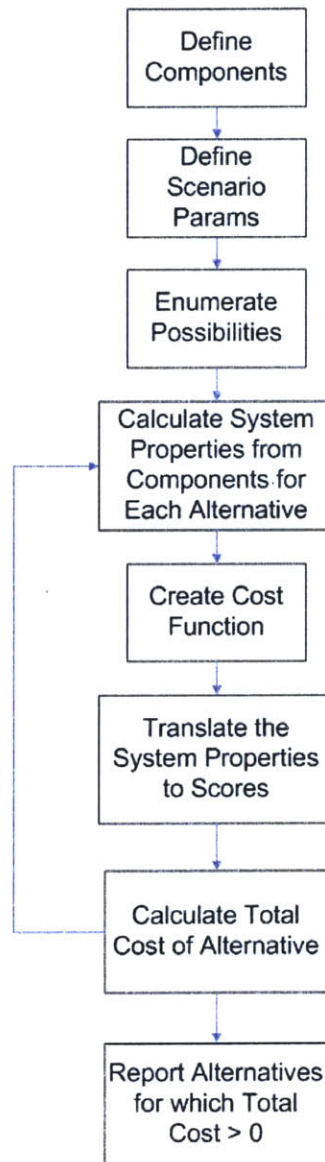 Define
Components
Define
Scenario
Params
Enumerate
Possibilities
Calculate System
Properties from
Components for
Each Alternative
Create Cost
Function
Translate the
System Properties
to Scores
Calculate Total
Cost of Alternative
Report Alternatives
for which Total
Cost > 0